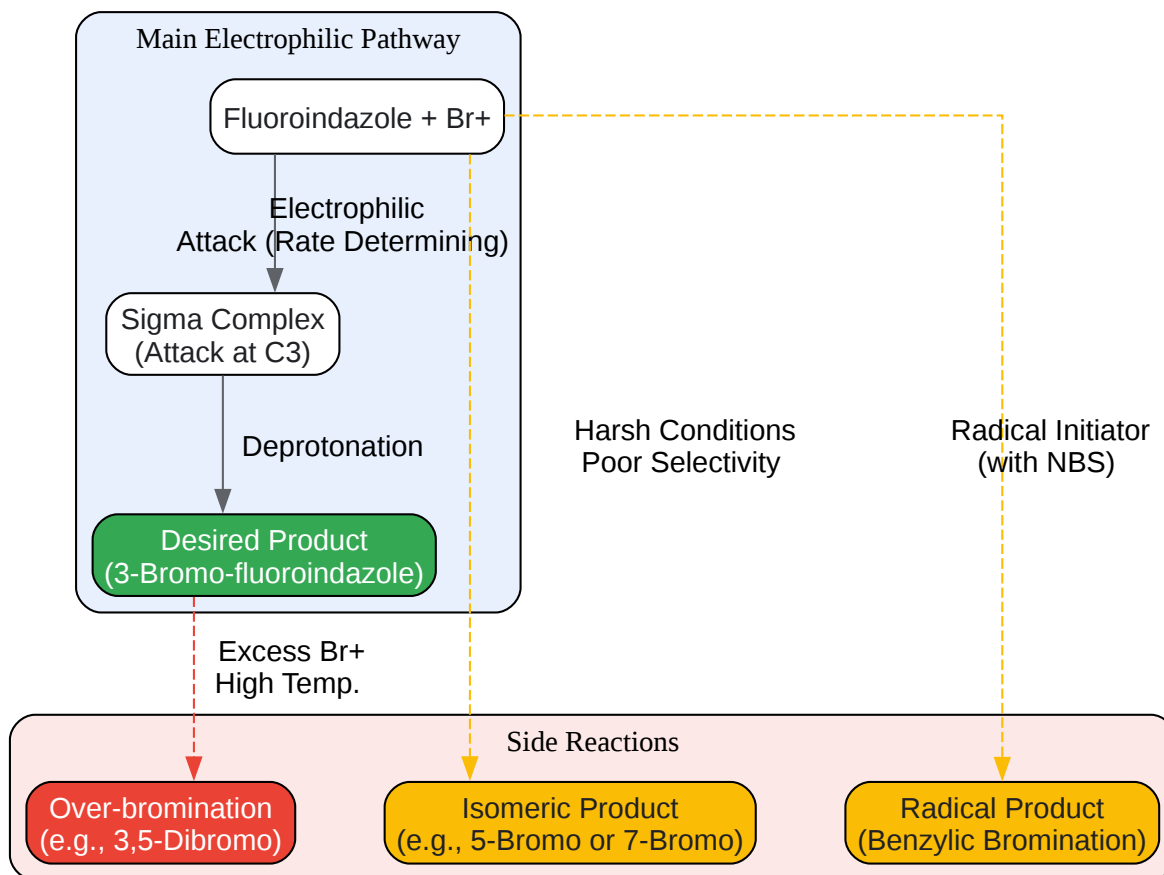 Main Electrophilic Pathway
Fluoroindazole + Br+
Electrophilic
Attack (Rate Determining)
Sigma Complex
(Attack at C3)
Deprotonation
Harsh Conditions
Poor Selectivity
Radical Initiator
(with NBS)
Desired Product
(3-Bromo-fluoroindazole)
Excess Br+
High Temp.
Side Reactions
Over-bromination
(e.g., 3,5-Dibromo)
Isomeric Product
(e.g., 5-Bromo or 7-Bromo)
Radical Product
(Benzylic Bromination)